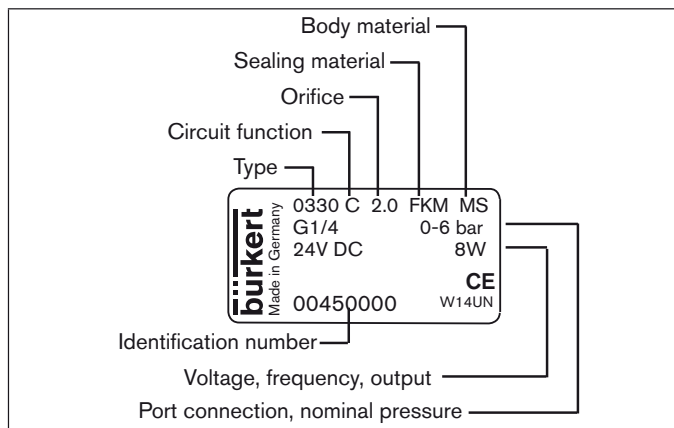 Body material
Sealing material
Orifice
Circuit function
Type
burkert
Made in Germany
0330 C 2.0 FKM MS
G1/4 0-6 bar
24V DC 8W
CE
00450000 W14UN
Identification number
Voltage, frequency, output
Port connection, nominal pressure